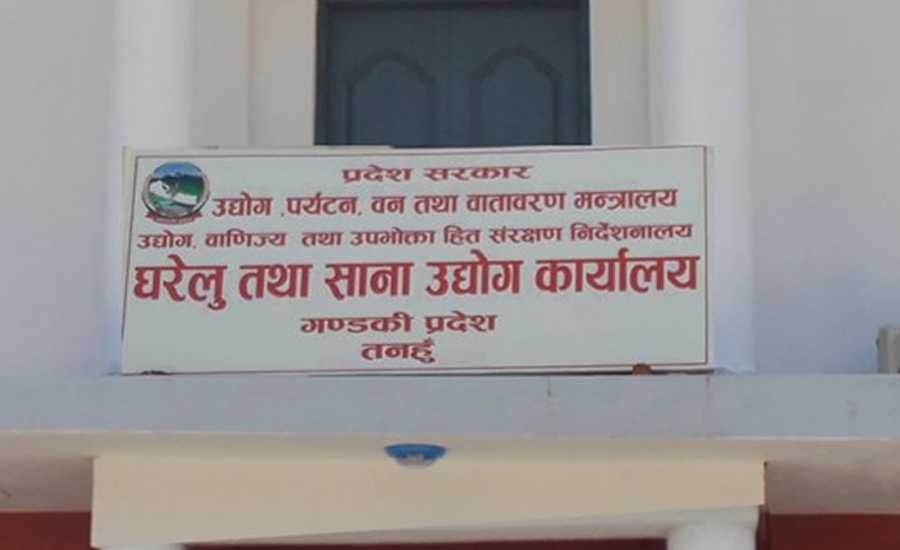 प्रदेश सरकार
उद्योग ,पर्यटन, वन तथा वातावरण मन्त्रालय
उद्योग, वाणिज्य तथा उपभोक्ता हित संरक्षण निर्देशनालय
घरेलु तथा साना उद्योग कार्यालय
गण्डकी प्रदेश
तनहुँ